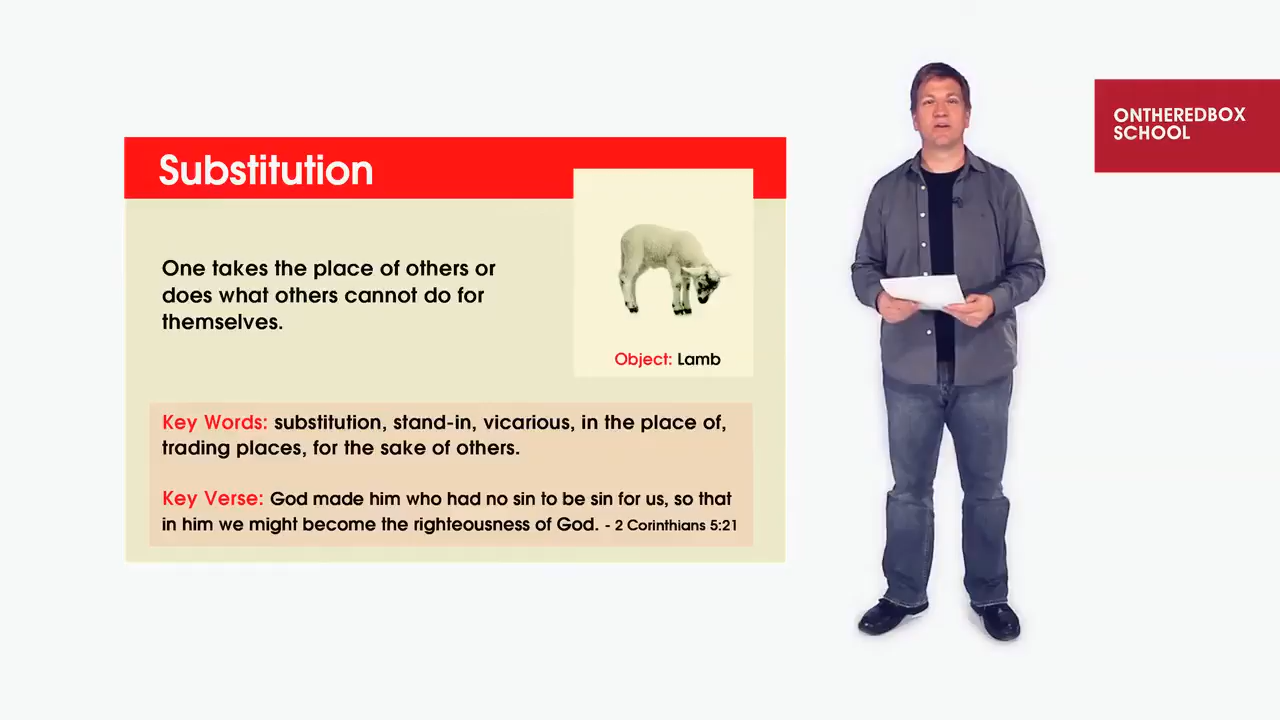 Substitution
One takes the place of others or
does what others cannot do for
themselves.
Object: Lamb
Key Words: substitution, stand-in, vicarious, in the place of,
trading places, for the sake of others.
Key Verse: God made him who had no sin to be sin for us, so that
in him we might become the righteousness of God. - 2 Corinthians 5:21
ONTHEREDBOX
SCHOOL